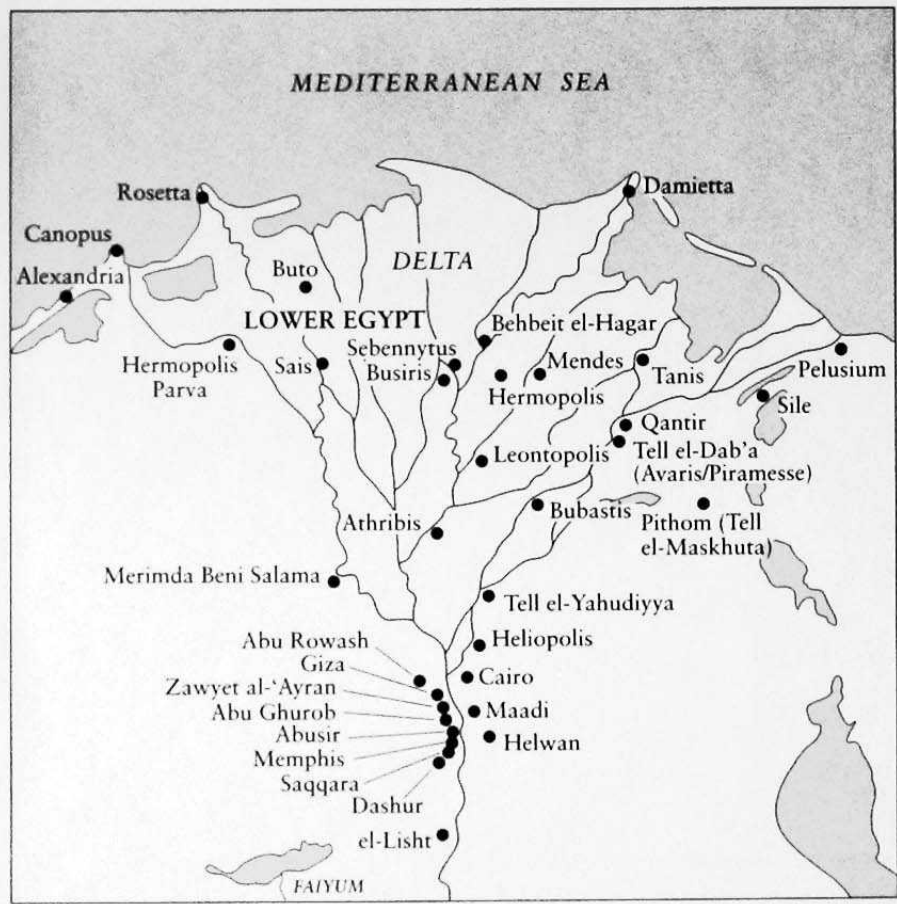 MEDITERRANEAN SEA
Rosetta
Damietta
Canopus
Alexandria
Buto
DELTA
LOWER EGYPT
Behbeit el-Hagar
Hermopolis
Parva
Sais
Sebennytus
Busiris
Mendes
Hermopolis
Tanis
Pelusium
Sile
Qantir
Leontopolis
Tell el-Dab'a
(Avaris/Piramesse)
Bubastis
Athribis
Pithom (Tell
el-Maskhuta)
Merimda Beni Salama
Tell el-Yahudiyya
Heliopolis
Abu Rowash
Giza
Cairo
Zawyet al-'Ayran
Abu Ghurob
Maadi
Abusir
Helwan
Memphis
Saqqara
Dashur
el-Lisht
FAIYUM